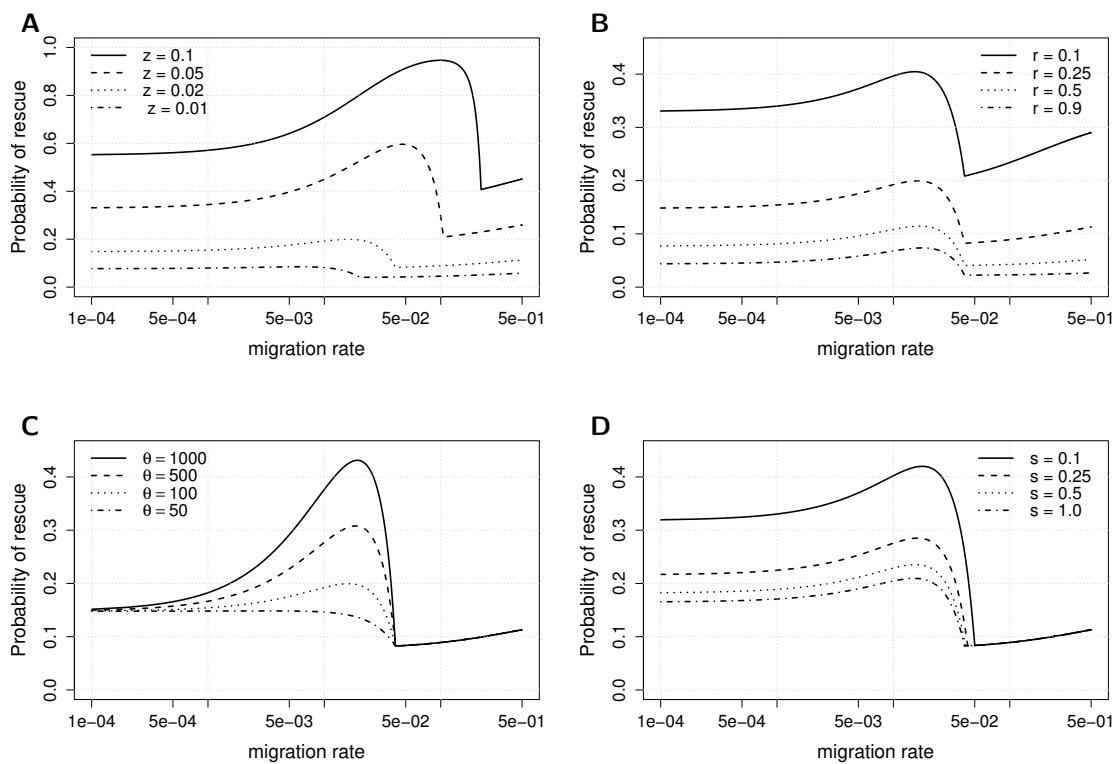 A
Probability of rescue
1.0
0.8
0.6
0.4
0.2
0.0
z = 0.1
z = 0.05
z = 0.02
z = 0.01
1e−04
5e−04
5e−03
5e−02
5e−01
migration rate
B
Probability of rescue
0.4
0.3
0.2
0.1
0.0
r = 0.1
r = 0.25
r = 0.5
r = 0.9
1e−04
5e−04
5e−03
5e−02
5e−01
migration rate
C
Probability of rescue
0.4
0.3
0.2
0.1
0.0
θ = 1000
θ = 500
θ = 100
θ = 50
1e−04
5e−04
5e−03
5e−02
5e−01
migration rate
D
Probability of rescue
0.4
0.3
0.2
0.1
0.0
s = 0.1
s = 0.25
s = 0.5
s = 1.0
1e−04
5e−04
5e−03
5e−02
5e−01
migration rate